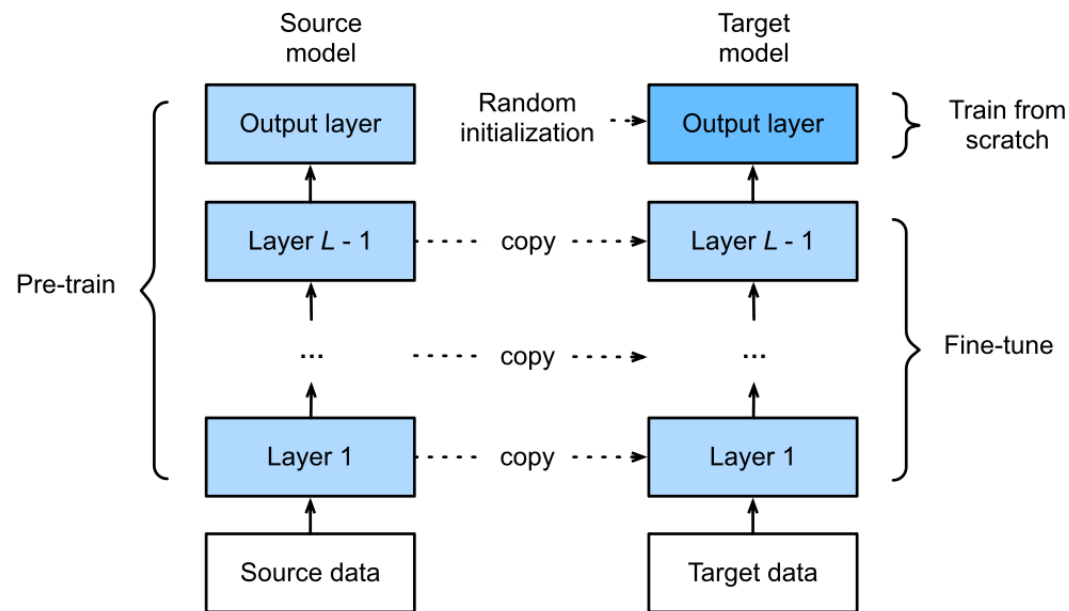 Source
model
Target
model
Output layer
Random
initialization
Output layer
Train from
scratch
Layer L - 1
copy
Layer L - 1
Pre-train
...
copy
...
Fine-tune
Layer 1
copy
Layer 1
Source data
Target data